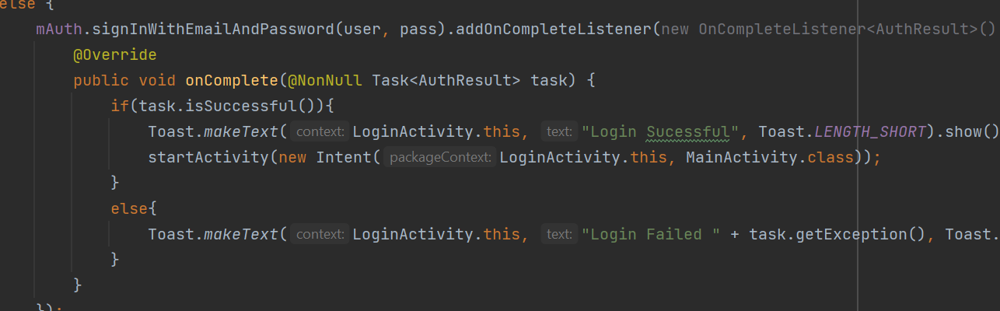 else {
mAuth.signInWithEmailAndPassword(user, pass).addOnCompleteListener(new OnCompleteListener<AuthResult>()
@Override
public void onComplete(@NonNull Task<AuthResult> task) {
if(task.isSuccessful()){
Toast.makeText( context: LoginActivity.this, text: "Login Sucessful", Toast.LENGTH_SHORT).show()
startActivity(new Intent( packageContext: LoginActivity.this, MainActivity.class));
}
else{
Toast.makeText( context: LoginActivity.this, text: "Login Failed " + task.getException(), Toast.
}
}
});